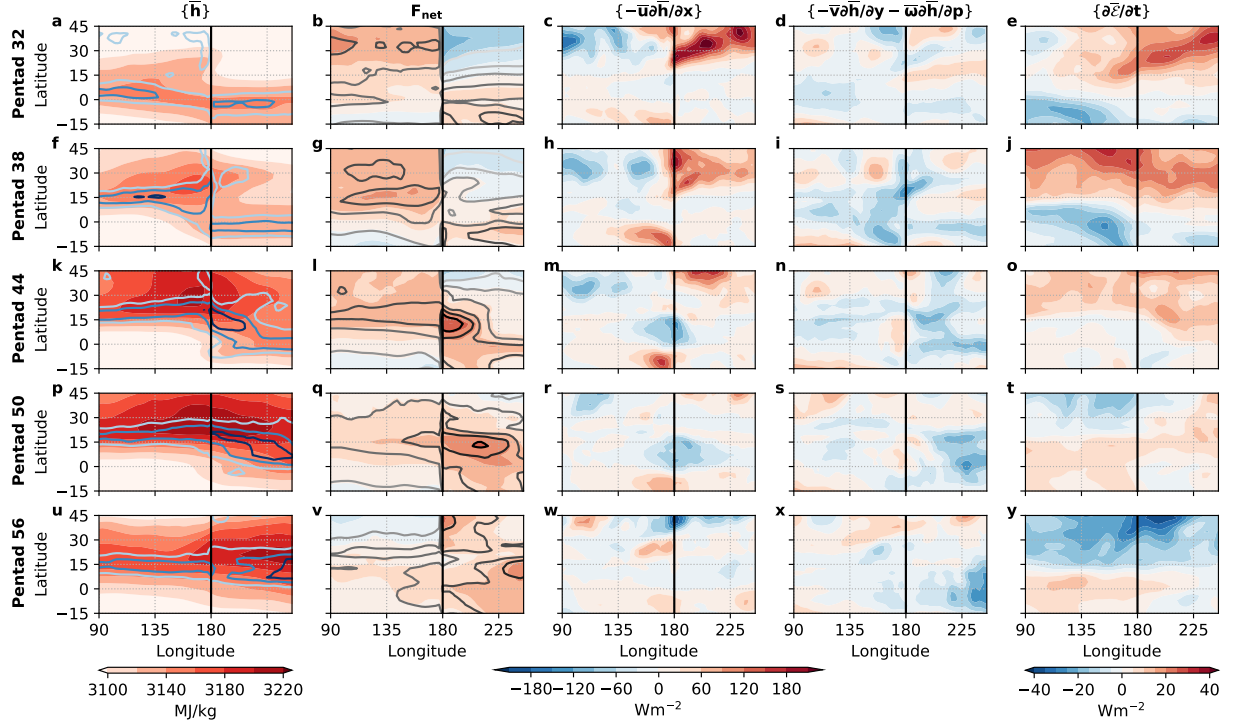 {h̅} F_net {−u̅∂h̅/∂x} {−v̅∂h̅/∂y − ω̅∂h̅/∂p} {∂ℰ̅/∂t}
a b c d e
Pentad 32
Latitude
45
30
15
0
−15
f g h i j
Pentad 38
Latitude
45
30
15
0
−15
k l m n o
Pentad 44
Latitude
45
30
15
0
−15
p q r s t
Pentad 50
Latitude
45
30
15
0
−15
u v w x y
Pentad 56
Latitude
45
30
15
0
−15
90 135 180 225 90 135 180 225 90 135 180 225 90 135 180 225 90 135 180 225
Longitude Longitude Longitude Longitude Longitude
3100 3140 3180 3220 −180 −120 −60 0 60 120 180 −40 −20 0 20 40
MJ/kg Wm⁻² Wm⁻²